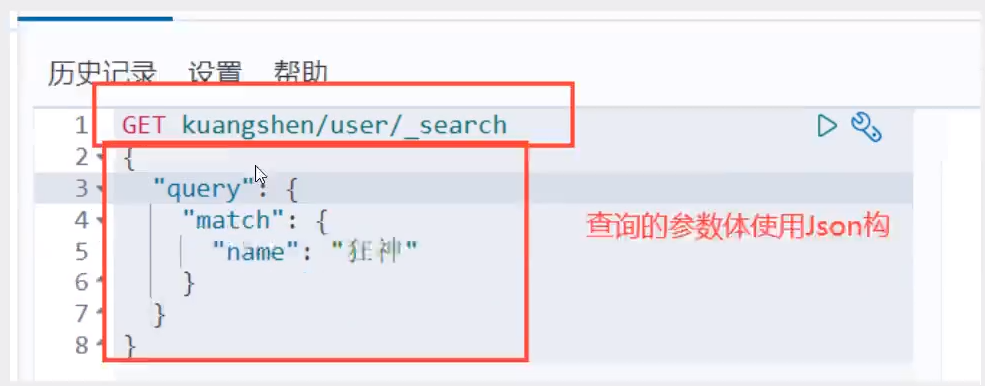 历史记录 设置 帮助
1 GET kuangshen/user/_search
2 {
3 "query": {
4 "match": {
5 "name": "狂神"
6 }
7 }
8 }
查询的参数体使用Json构